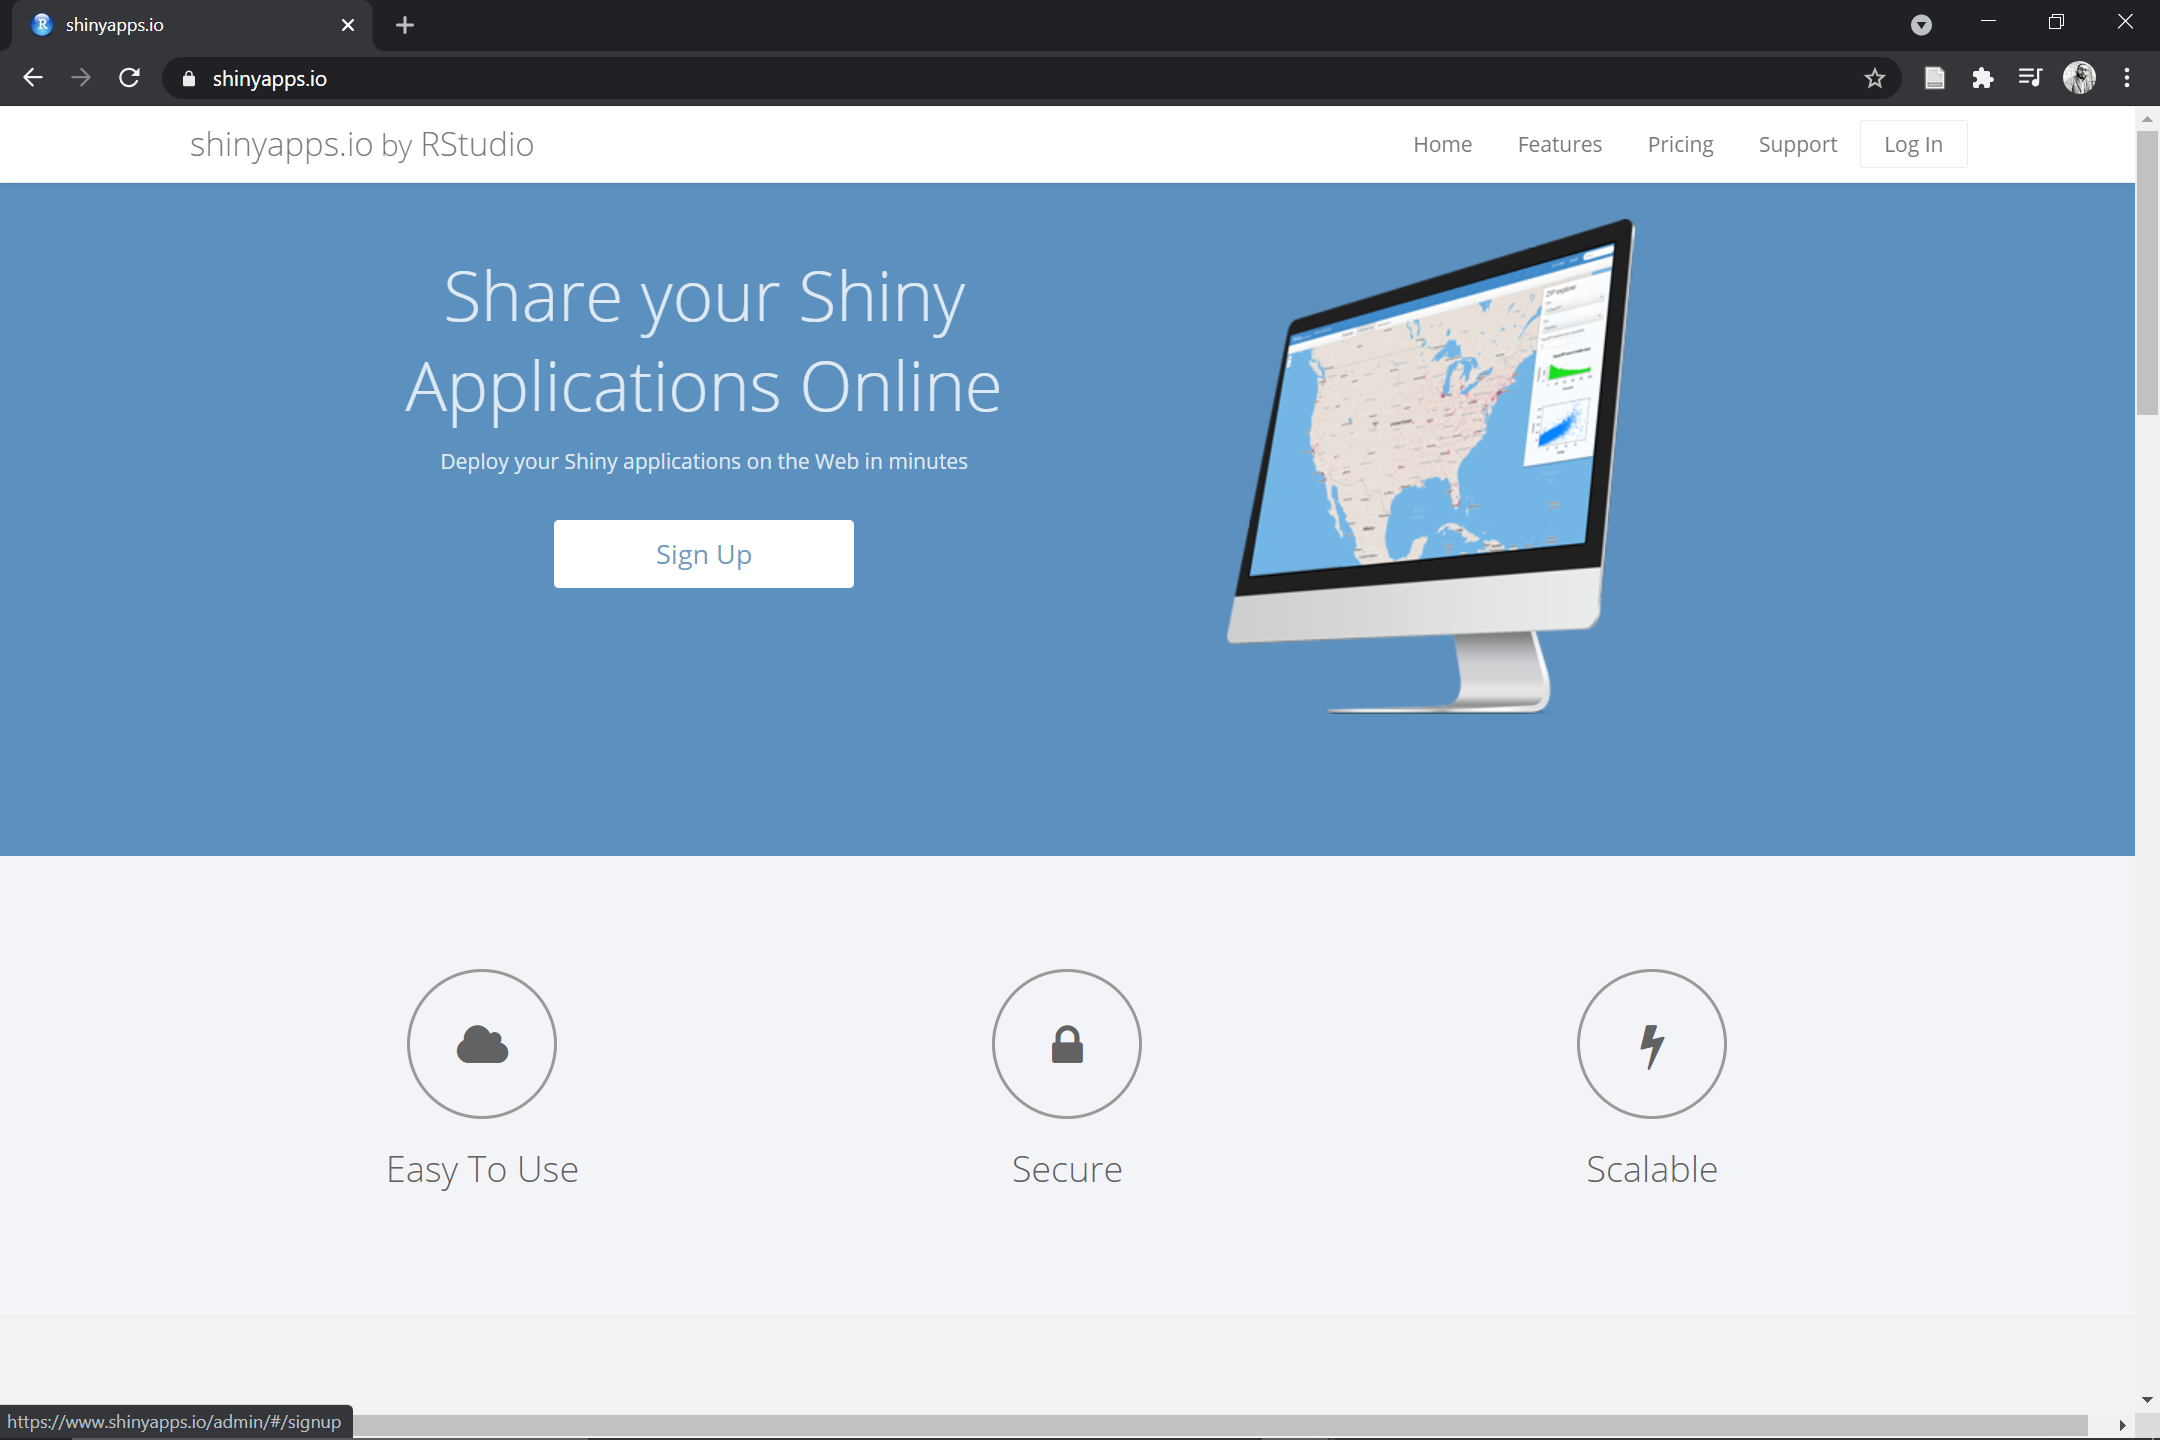 shinyapps.io
shinyapps.io
shinyapps.io by RStudio
Home
Features
Pricing
Support
Log In
Share your Shiny
Applications Online
Deploy your Shiny applications on the Web in minutes
Sign Up
ZIP explorer
Easy To Use
Secure
Scalable
https://www.shinyapps.io/admin/#/signup